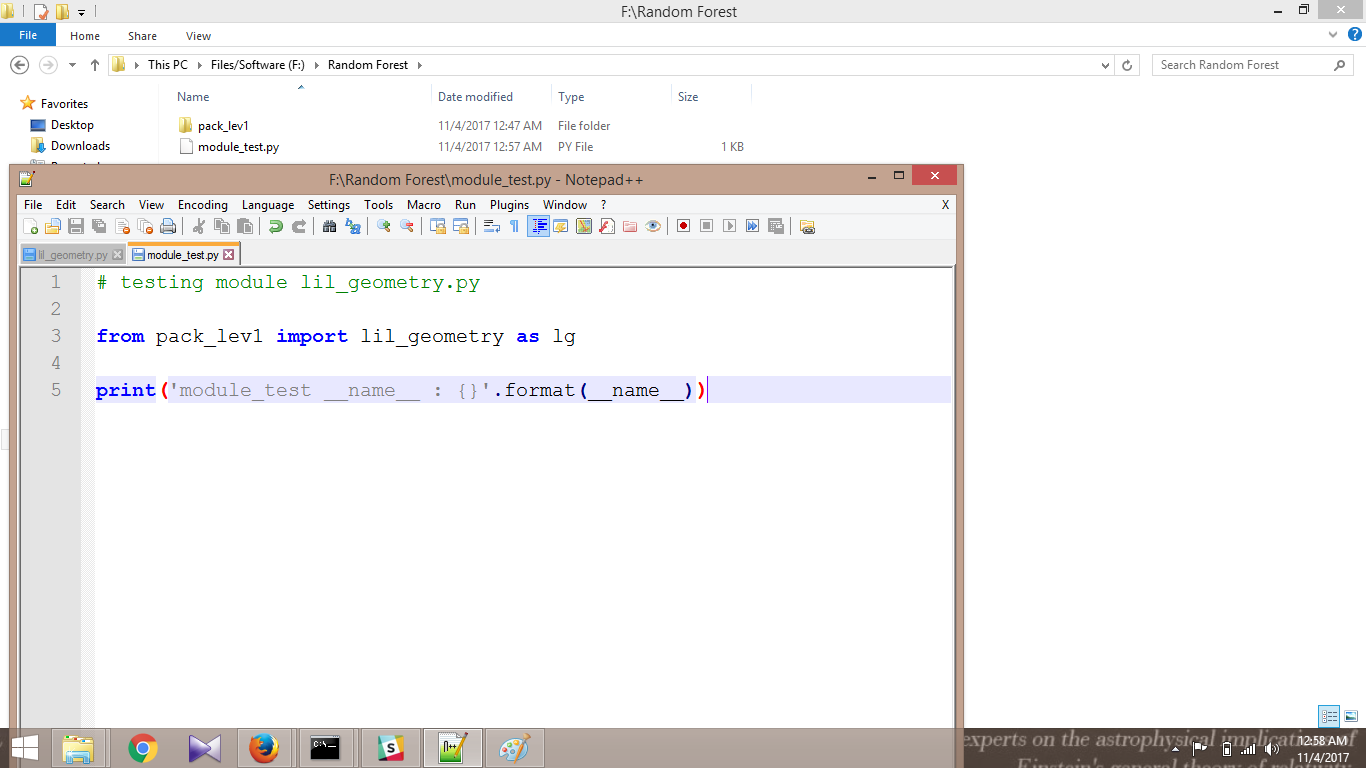 F:\Random Forest
File Home Share View
This PC Files/Software (F:) Random Forest
Search Random Forest
Name Date modified Type Size
Favorites
Desktop
Downloads
pack_lev1 11/4/2017 12:47 AM File folder
module_test.py 11/4/2017 12:57 AM PY File 1 KB
F:\Random Forest\module_test.py - Notepad++
File Edit Search View Encoding Language Settings Tools Macro Run Plugins Window ? X
lil_geometry.py module_test.py
1 # testing module lil_geometry.py
2
3 from pack_lev1 import lil_geometry as lg
4
5 print('module_test __name__ : {}'.format(__name__))
experts on the astrophysical implication of
Einstein's general theory of relativity
12:58 AM
11/4/2017